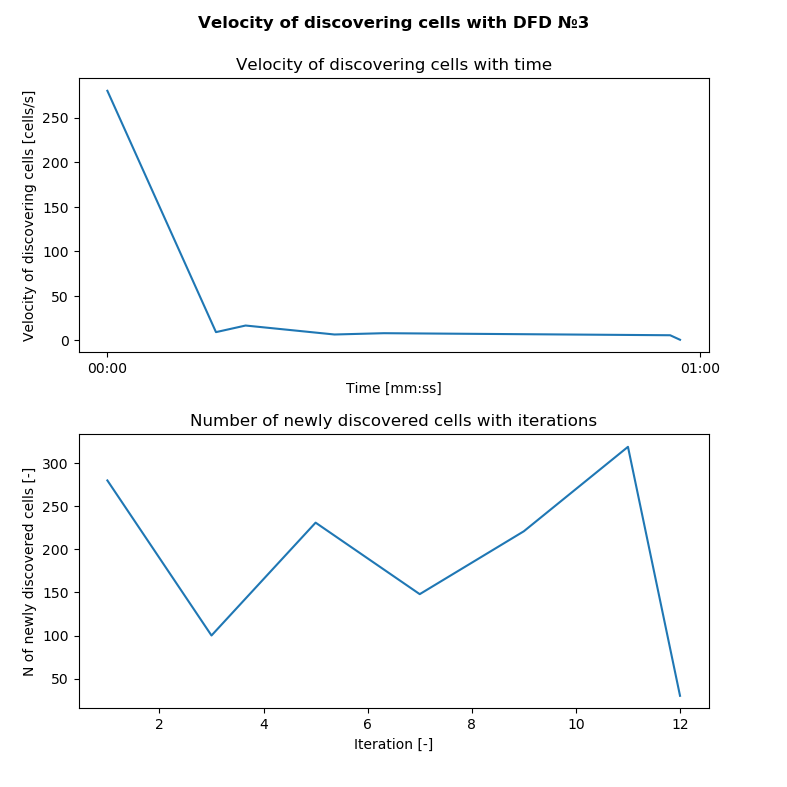 Velocity of discovering cells with DFD №3
Velocity of discovering cells with time
Velocity of discovering cells [cells/s]
250
200
150
100
50
0
00:00 01:00
Time [mm:ss]
Number of newly discovered cells with iterations
N of newly discovered cells [-]
300
250
200
150
100
50
2 4 6 8 10 12
Iteration [-]